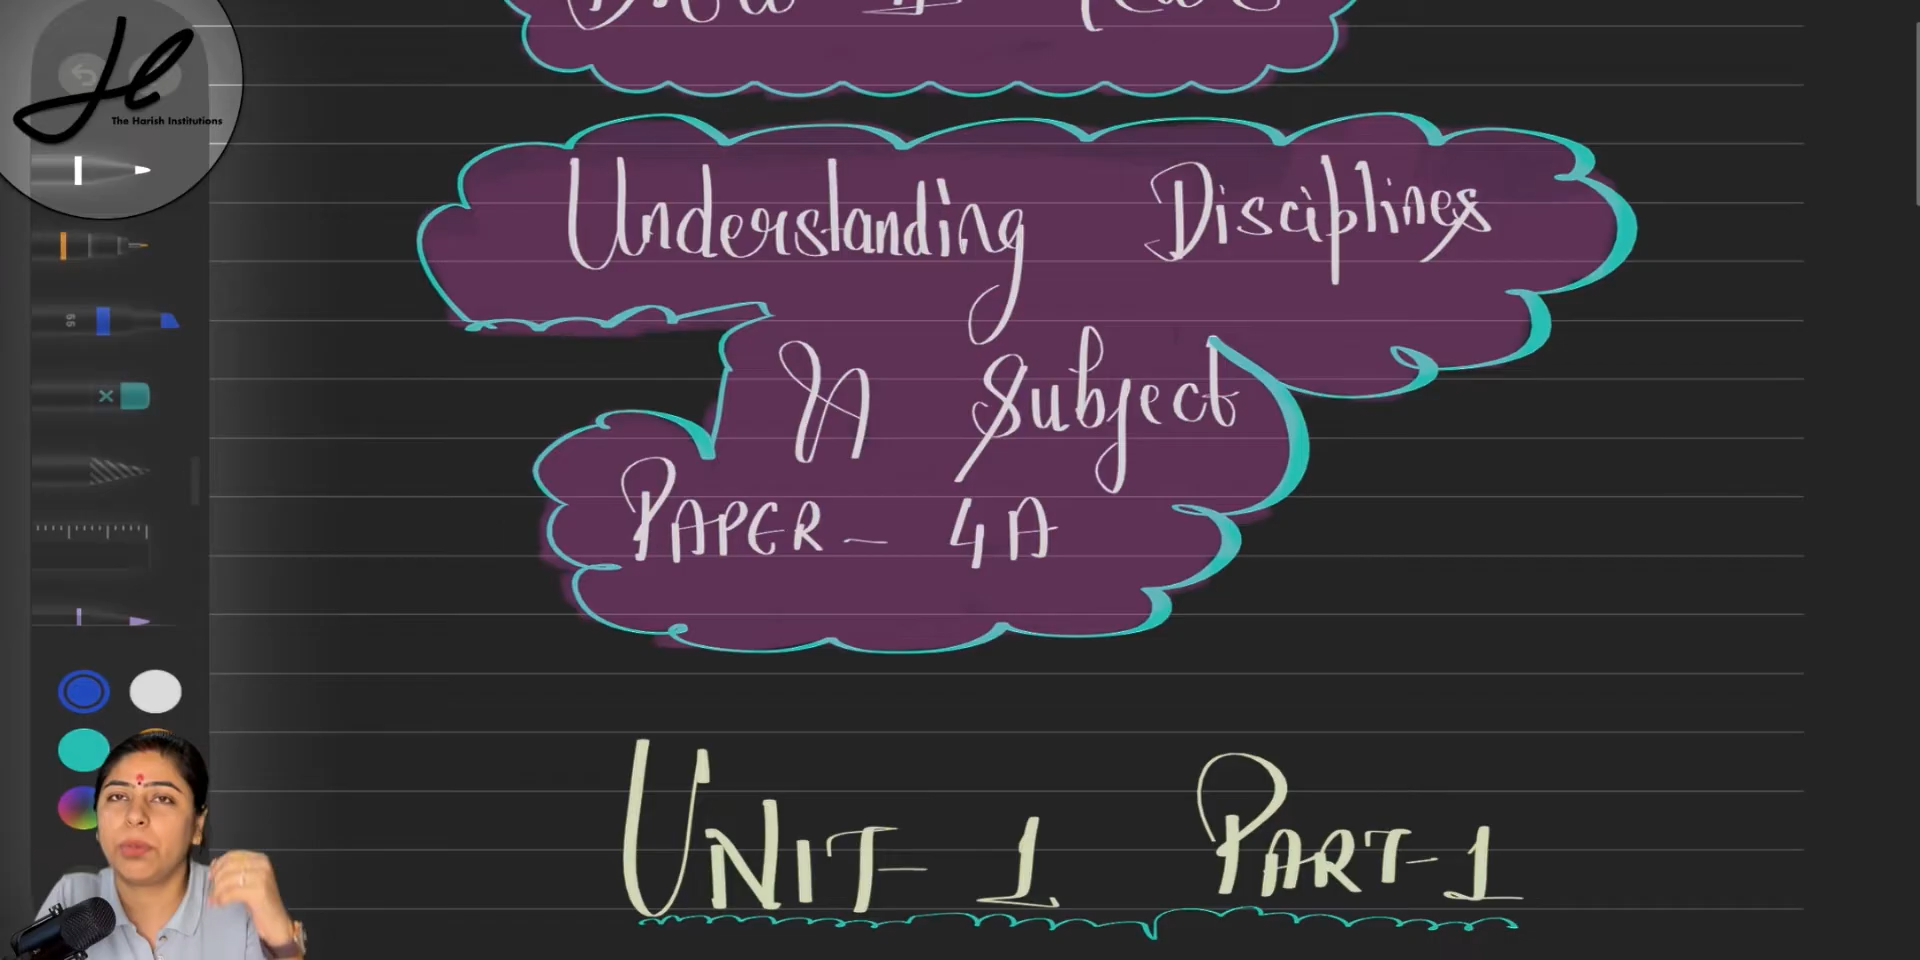 The Harish Institutions
Understanding Disciplines
& Subject
PAPER - 4A
UNIT- 1 PART-1